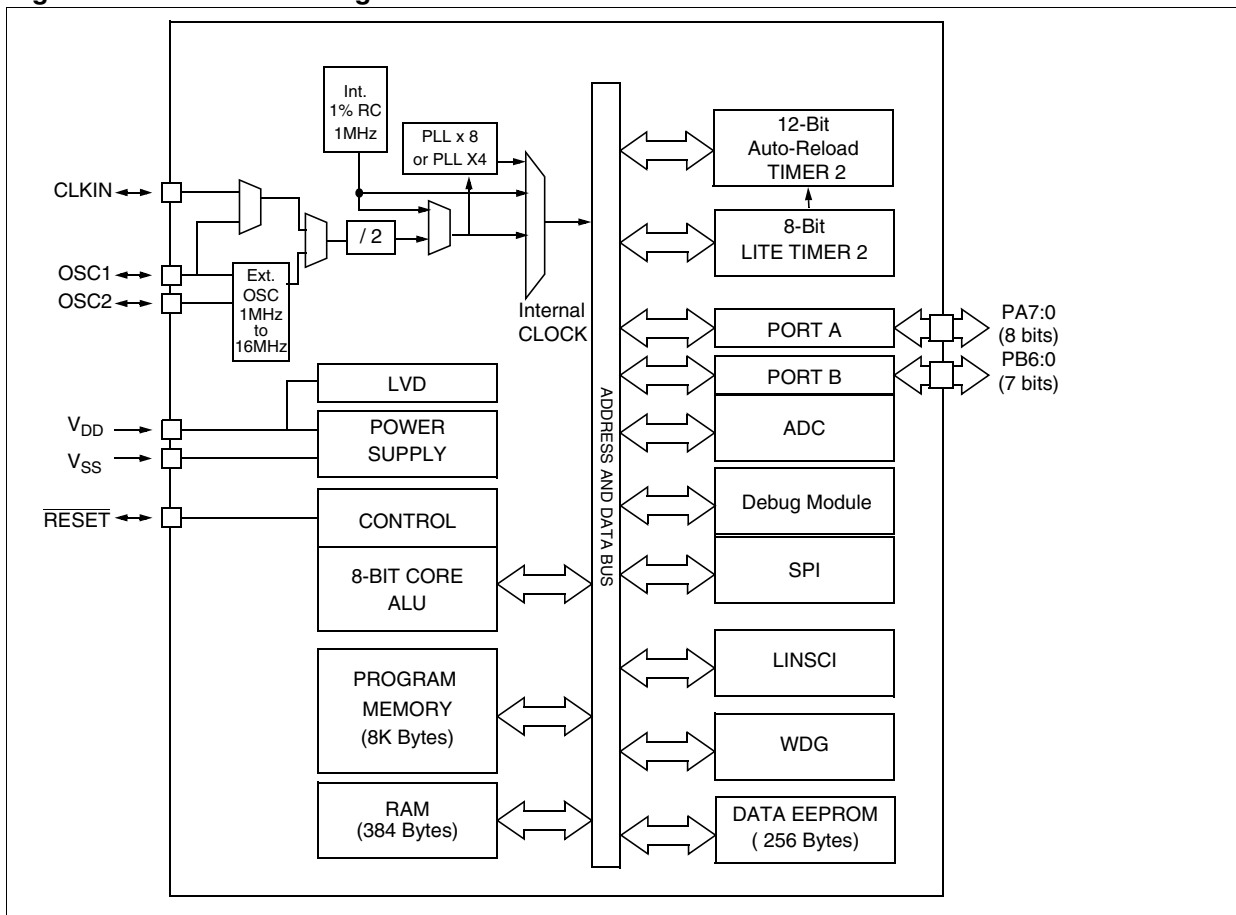 Int.
1% RC
1MHz
PLL x 8
or PLL X4
12-Bit
Auto-Reload
TIMER 2
CLKIN
/ 2
8-Bit
LITE TIMER 2
OSC1
OSC2
Ext.
OSC
1MHz
to
16MHz
Internal
CLOCK
PORT A
PA7:0
(8 bits)
PORT B
PB6:0
(7 bits)
LVD
ADDRESS AND DATA BUS
ADC
VDD
POWER
SUPPLY
VSS
Debug Module
RESET
CONTROL
8-BIT CORE
ALU
SPI
LINSCI
PROGRAM
MEMORY
(8K Bytes)
WDG
RAM
(384 Bytes)
DATA EEPROM
( 256 Bytes)